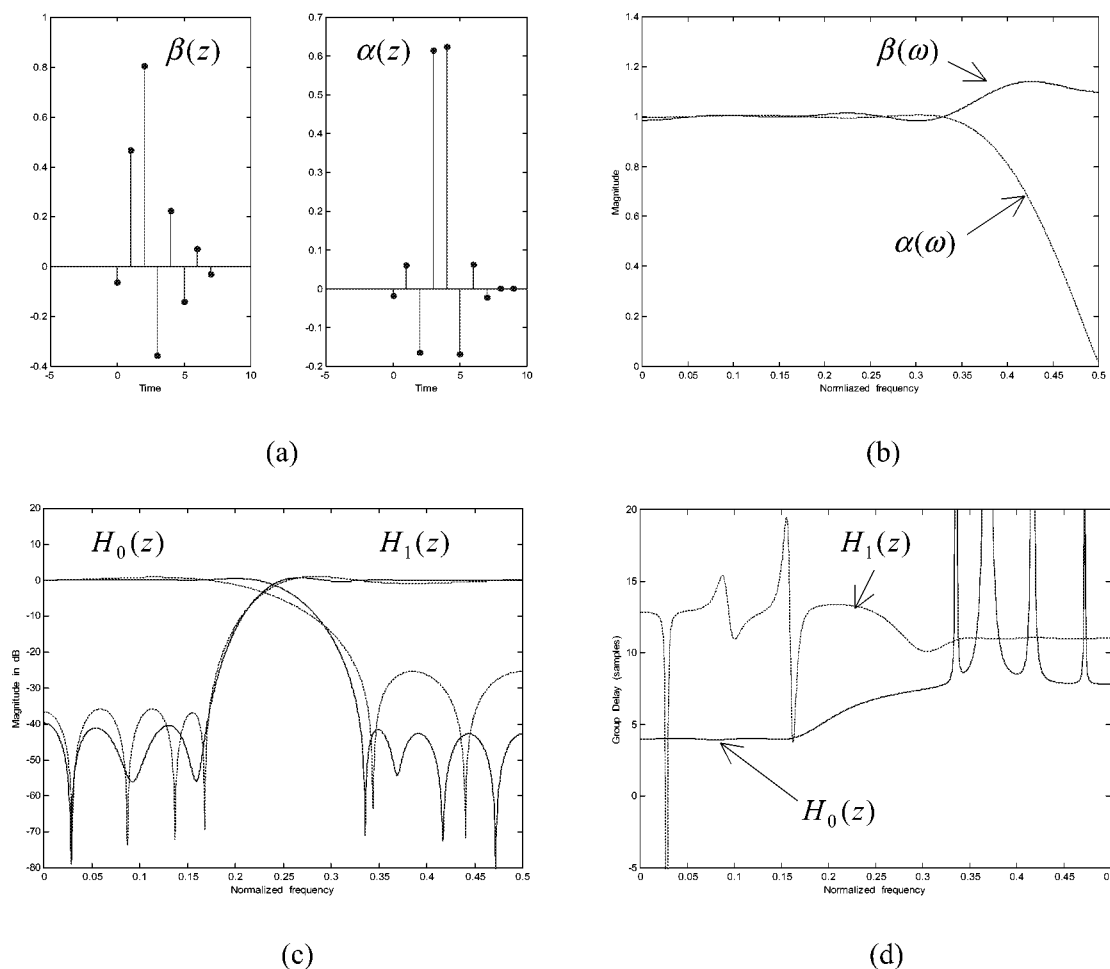 β(z)
1
0.8
0.6
0.4
0.2
0
-0.2
-0.4
-5
0
5
10
Time
α(z)
0.7
0.6
0.5
0.4
0.3
0.2
0.1
0
-0.1
-0.2
-5
0
5
10
Time
(a)
β(ω)
α(ω)
Magnitude
1.4
1.2
1
0.8
0.6
0.4
0.2
0
0 0.05 0.1 0.15 0.2 0.25 0.3 0.35 0.4 0.45 0.5
Normliazed frequency
(b)
H0(z)
H1(z)
Magnitude in dB
20
10
0
-10
-20
-30
-40
-50
-60
-70
-80
0 0.05 0.1 0.15 0.2 0.25 0.3 0.35 0.4 0.45 0.5
Normalized frequency
(c)
H1(z)
H0(z)
Group Delay (samples)
20
15
10
5
0
-5
0 0.05 0.1 0.15 0.2 0.25 0.3 0.35 0.4 0.45
Normalized frequency
(d)